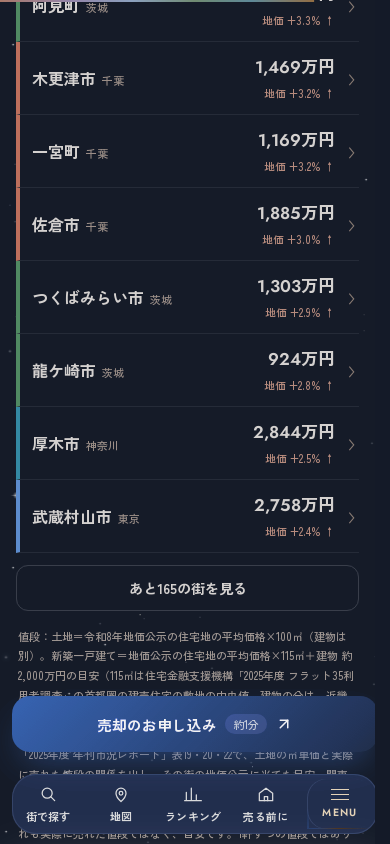 阿見町 茨城
地価 +3.3% ↑
木更津市 千葉
1,469万円
地価 +3.2% ↑
一宮町 千葉
1,169万円
地価 +3.2% ↑
佐倉市 千葉
1,885万円
地価 +3.0% ↑
つくばみらい市 茨城
1,303万円
地価 +2.9% ↑
龍ケ崎市 茨城
924万円
地価 +2.8% ↑
厚木市 神奈川
2,844万円
地価 +2.5% ↑
武蔵村山市 東京
2,758万円
地価 +2.4% ↑
あと165の街を見る
値段：土地＝令和8年地価公示の住宅地の平均価格×100㎡（建物は
別）。新築一戸建て＝地価公示の住宅地の平均価格×115㎡＋建物 約
2,000万円の目安（115㎡は住宅金融支援機構「2025年度 フラット35利
売却のお申し込み 約1分
「2025年度 年刊市況レポート」表19・20・22で、土地の㎡単価と実際
街で探す
地図
ランキング
売る前に
MENU